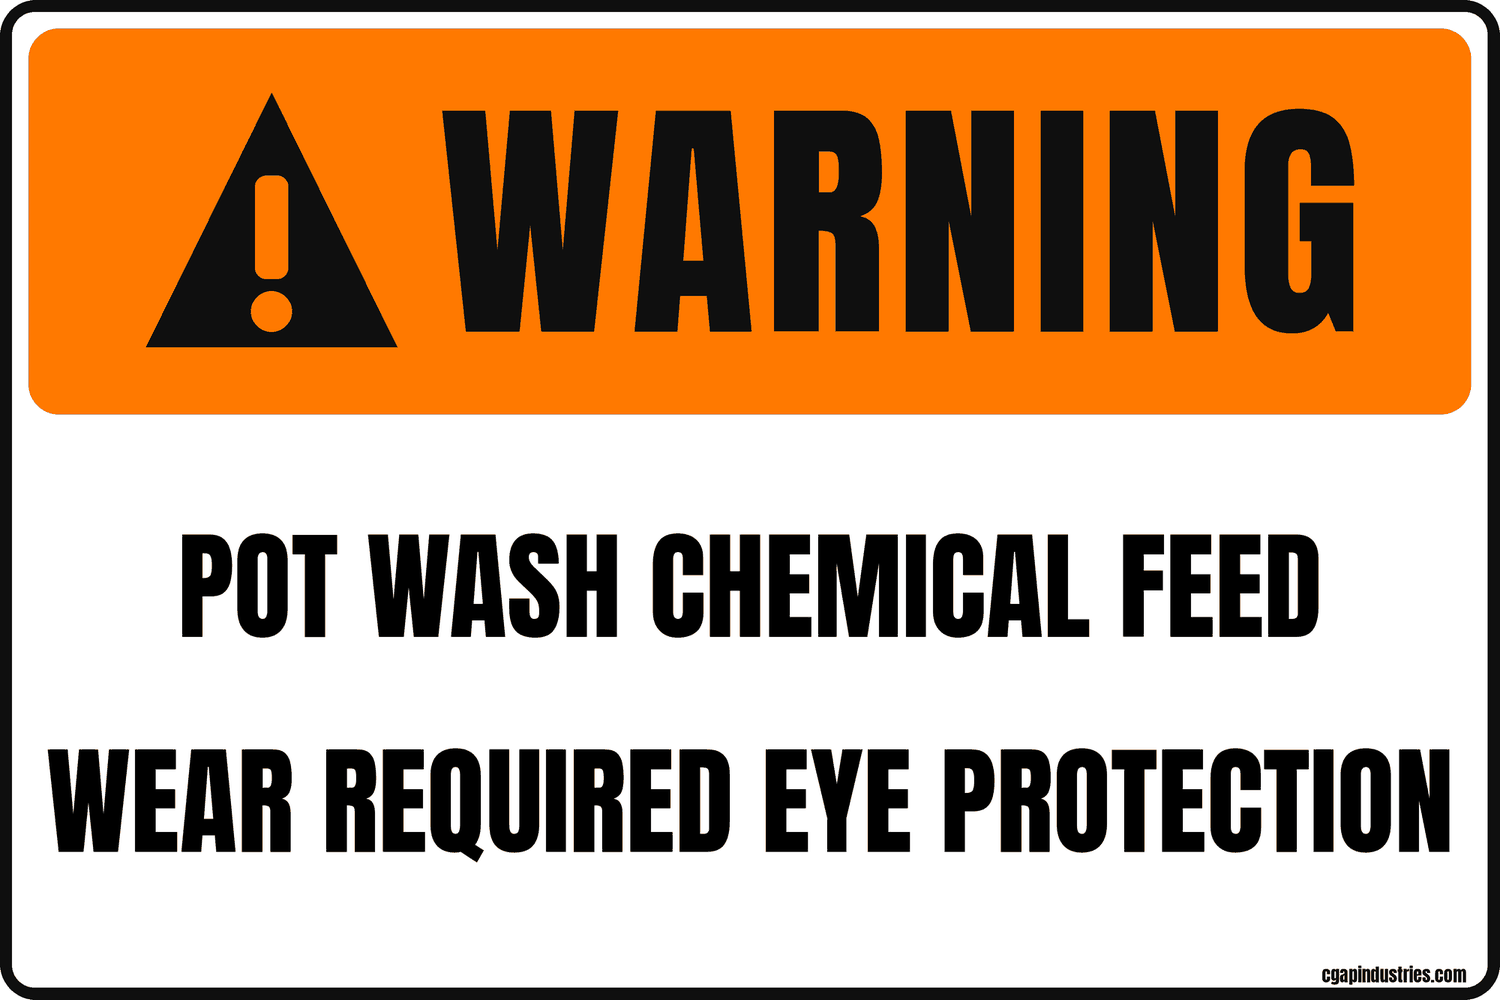 WARNING
POT WASH CHEMICAL FEED
WEAR REQUIRED EYE PROTECTION
cgapindustries.com